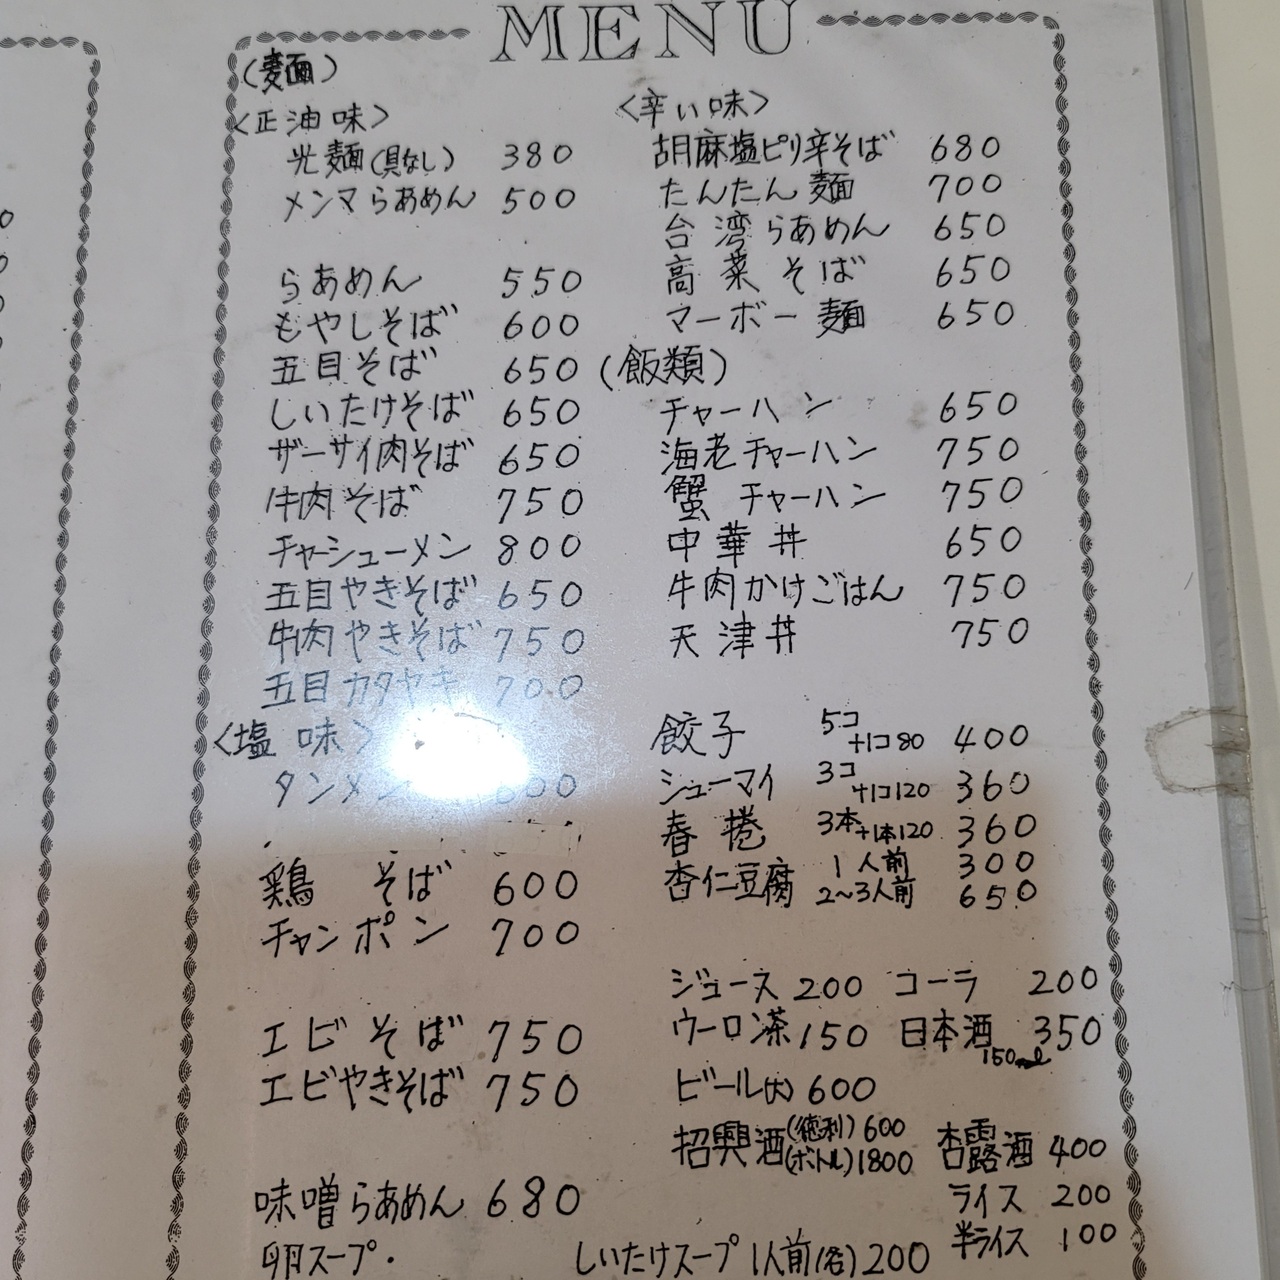 MENU
(麺)
<正油味>
光麺(具なし) 380
メンマらあめん 500
らあめん 550
もやしそば 600
五目そば 650
しいたけそば 650
ザーサイ肉そば 650
牛肉そば 750
チャーシューメン 800
五目やきそば 650
牛肉やきそば 750
五目カタヤキ 700
<塩味>
タンメン
鶏そば 600
チャンポン 700
エビそば 750
エビやきそば 750
味噌らあめん 680
卵スープ・
しいたけスープ1人前(各)200
<辛い味>
胡麻塩ピリ辛そば 680
たんたん麺 700
台湾らあめん 650
高菜そば 650
マーボー麺 650
(飯類)
チャーハン 650
海老チャーハン 750
蟹チャーハン 750
中華丼 650
牛肉かけごはん 750
天津丼 750
餃子 5コ +1コ80 400
シューマイ 3コ +1コ120 360
春捲 3本+1本120 360
杏仁豆腐 1人前 300
2~3人前 650
ジュース 200 コーラ 200
ウーロン茶 150 日本酒 150ml 350
ビール(大) 600
招興酒(徳利)600
(ボトル)1800
杏露酒 400
ライス 200
半ライス 100